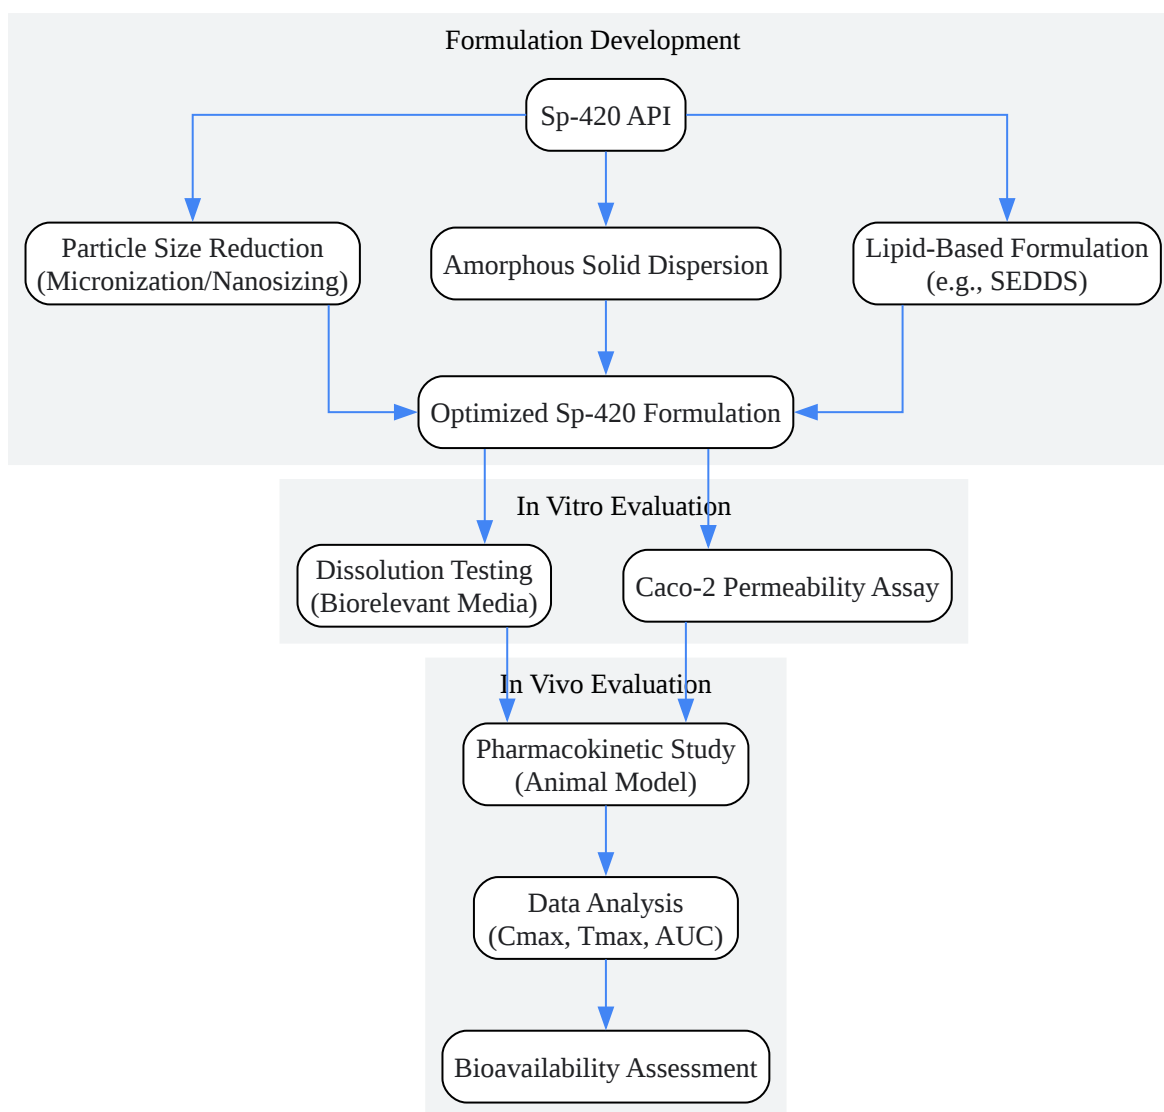 Formulation Development
Sp-420 API
Particle Size Reduction
(Micronization/Nanosizing)
Amorphous Solid Dispersion
Lipid-Based Formulation
(e.g., SEDDS)
Optimized Sp-420 Formulation
In Vitro Evaluation
Dissolution Testing
(Biorelevant Media)
Caco-2 Permeability Assay
In Vivo Evaluation
Pharmacokinetic Study
(Animal Model)
Data Analysis
(Cmax, Tmax, AUC)
Bioavailability Assessment